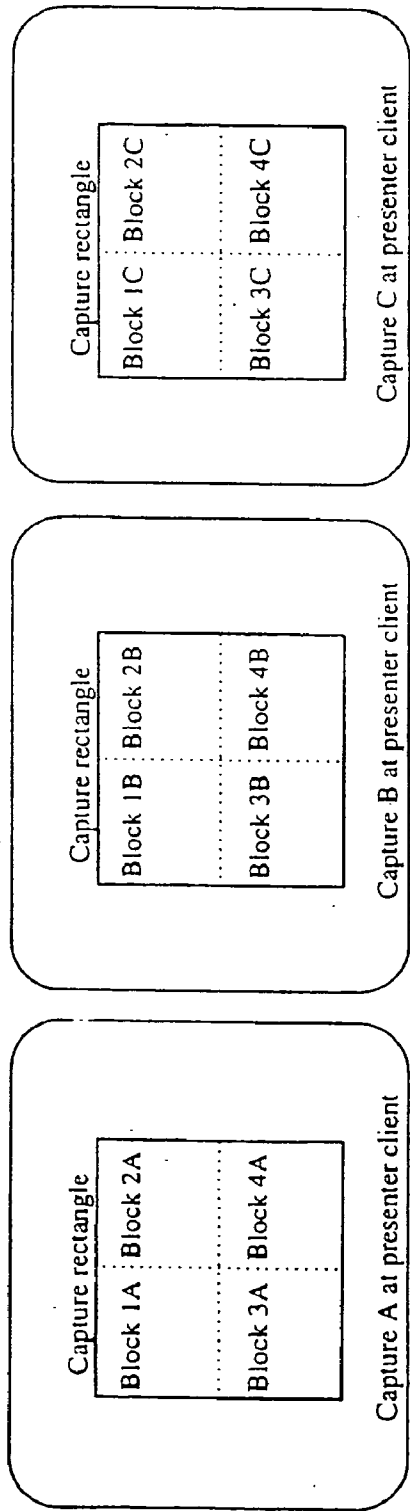 Capture rectangle
Block 1A Block 2A
Block 3A Block 4A
Capture A at presenter client
Capture rectangle
Block 1B Block 2B
Block 3B Block 4B
Capture B at presenter client
Capture rectangle
Block 1C Block 2C
Block 3C Block 4C
Capture C at presenter client